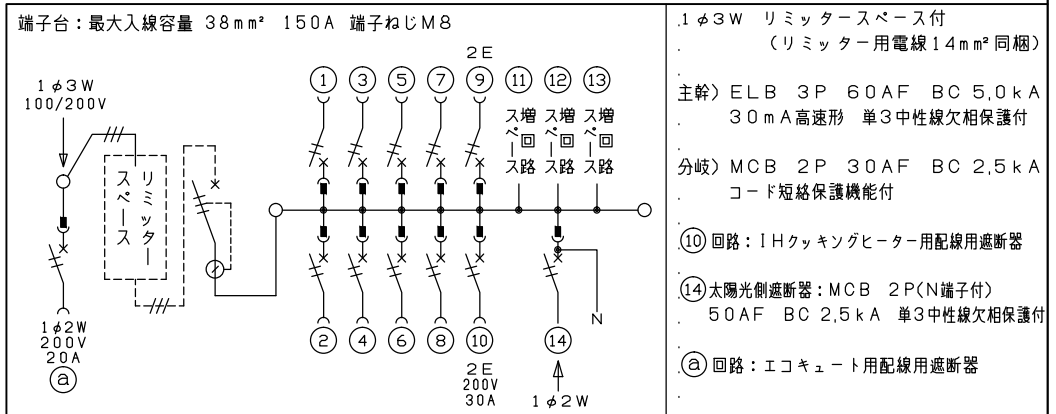 端子台：最大入線容量 38mm² 150A 端子ねじM8
1φ3W
100/200V
リミッター
スペース
1φ2W
200V
20A
ⓐ
2E
① ③ ⑤ ⑦ ⑨ ⑪ ⑫ ⑬
増回路
スペース
増回路
スペース
増回路
スペース
② ④ ⑥ ⑧ ⑩ ⑭
N
2E
200V
30A
1φ2W
1φ3W リミッタースペース付
（リミッター用電線14mm²同梱）
主幹）ELB 3P 60AF BC 5,0kA
30mA高速形 単3中性線欠相保護付
分岐）MCB 2P 30AF BC 2,5kA
コード短絡保護機能付
⑩回路：IHクッキングヒーター用配線用遮断器
⑭太陽光側遮断器：MCB 2P(N端子付)
50AF BC 2,5kA 単3中性線欠相保護付
ⓐ回路：エコキュート用配線用遮断器